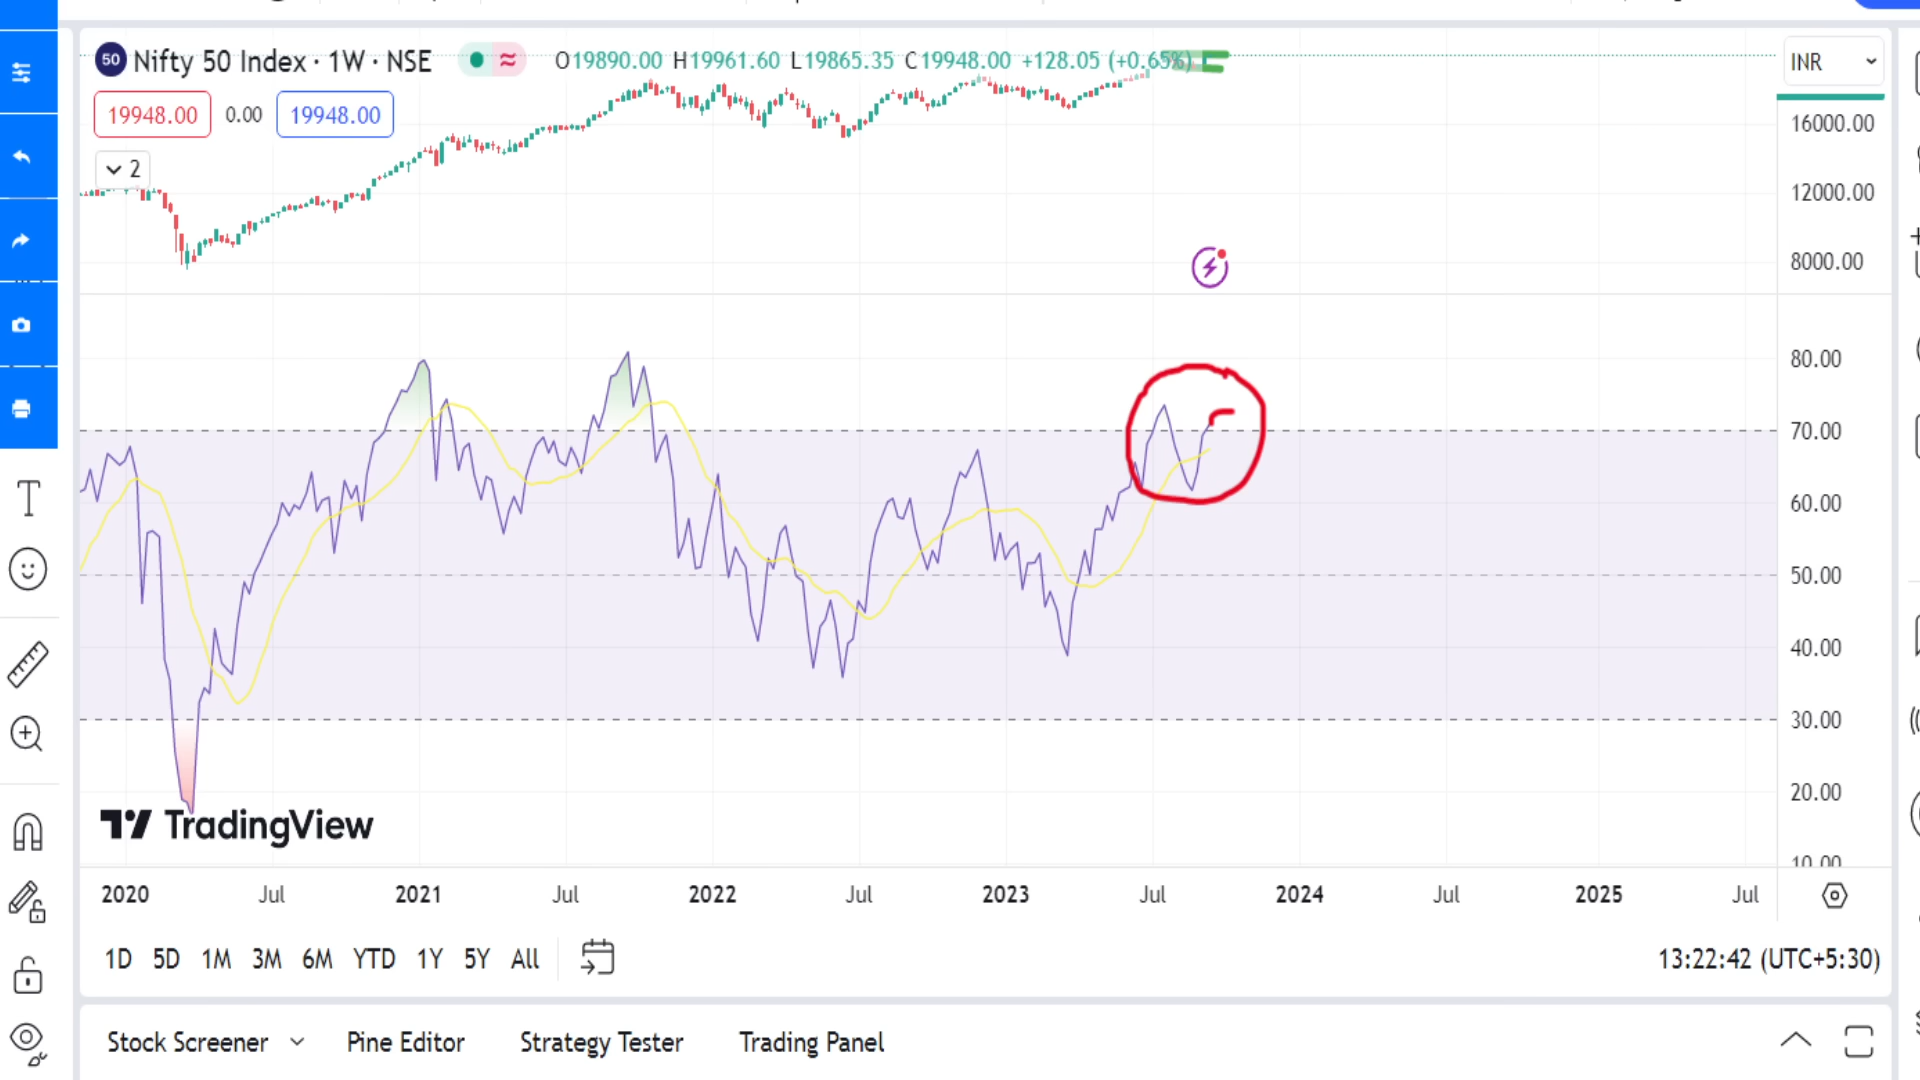 50 Nifty 50 Index · 1W · NSE O19890.00 H19961.60 L19865.35 C19948.00 +128.05 (+0.65%) INR
19948.00 0.00 19948.00
2
16000.00
12000.00
8000.00
80.00
70.00
60.00
50.00
40.00
30.00
20.00
10.00
TradingView
2020 Jul 2021 Jul 2022 Jul 2023 Jul 2024 Jul 2025 Jul
1D 5D 1M 3M 6M YTD 1Y 5Y All 13:22:42 (UTC+5:30)
Stock Screener Pine Editor Strategy Tester Trading Panel